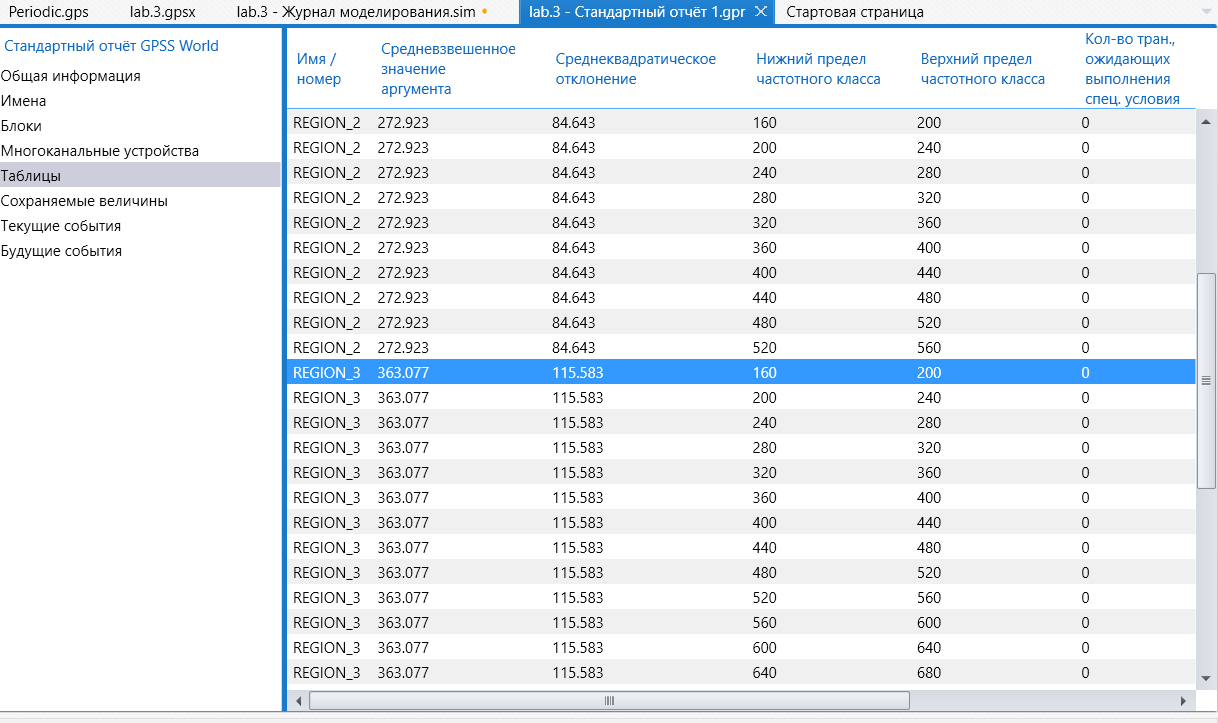 Periodic.gps lab.3.gpsx lab.3 - Журнал моделирования.sim lab.3 - Стандартный отчёт 1.gpr Стартовая страница
Стандартный отчёт GPSS World
Общая информация
Имена
Блоки
Многоканальные устройства
Таблицы
Сохраняемые величины
Текущие события
Будущие события
Имя /
номер
Средневзвешенное
значение
аргумента
Среднеквадратическое
отклонение
Нижний предел
частотного класса
Верхний предел
частотного класса
Кол-во тран.,
ожидающих
выполнения
спец. условия
REGION_2 272.923 84.643 160 200 0
REGION_2 272.923 84.643 200 240 0
REGION_2 272.923 84.643 240 280 0
REGION_2 272.923 84.643 280 320 0
REGION_2 272.923 84.643 320 360 0
REGION_2 272.923 84.643 360 400 0
REGION_2 272.923 84.643 400 440 0
REGION_2 272.923 84.643 440 480 0
REGION_2 272.923 84.643 480 520 0
REGION_2 272.923 84.643 520 560 0
REGION_3 363.077 115.583 160 200 0
REGION_3 363.077 115.583 200 240 0
REGION_3 363.077 115.583 240 280 0
REGION_3 363.077 115.583 280 320 0
REGION_3 363.077 115.583 320 360 0
REGION_3 363.077 115.583 360 400 0
REGION_3 363.077 115.583 400 440 0
REGION_3 363.077 115.583 440 480 0
REGION_3 363.077 115.583 480 520 0
REGION_3 363.077 115.583 520 560 0
REGION_3 363.077 115.583 560 600 0
REGION_3 363.077 115.583 600 640 0
REGION_3 363.077 115.583 640 680 0